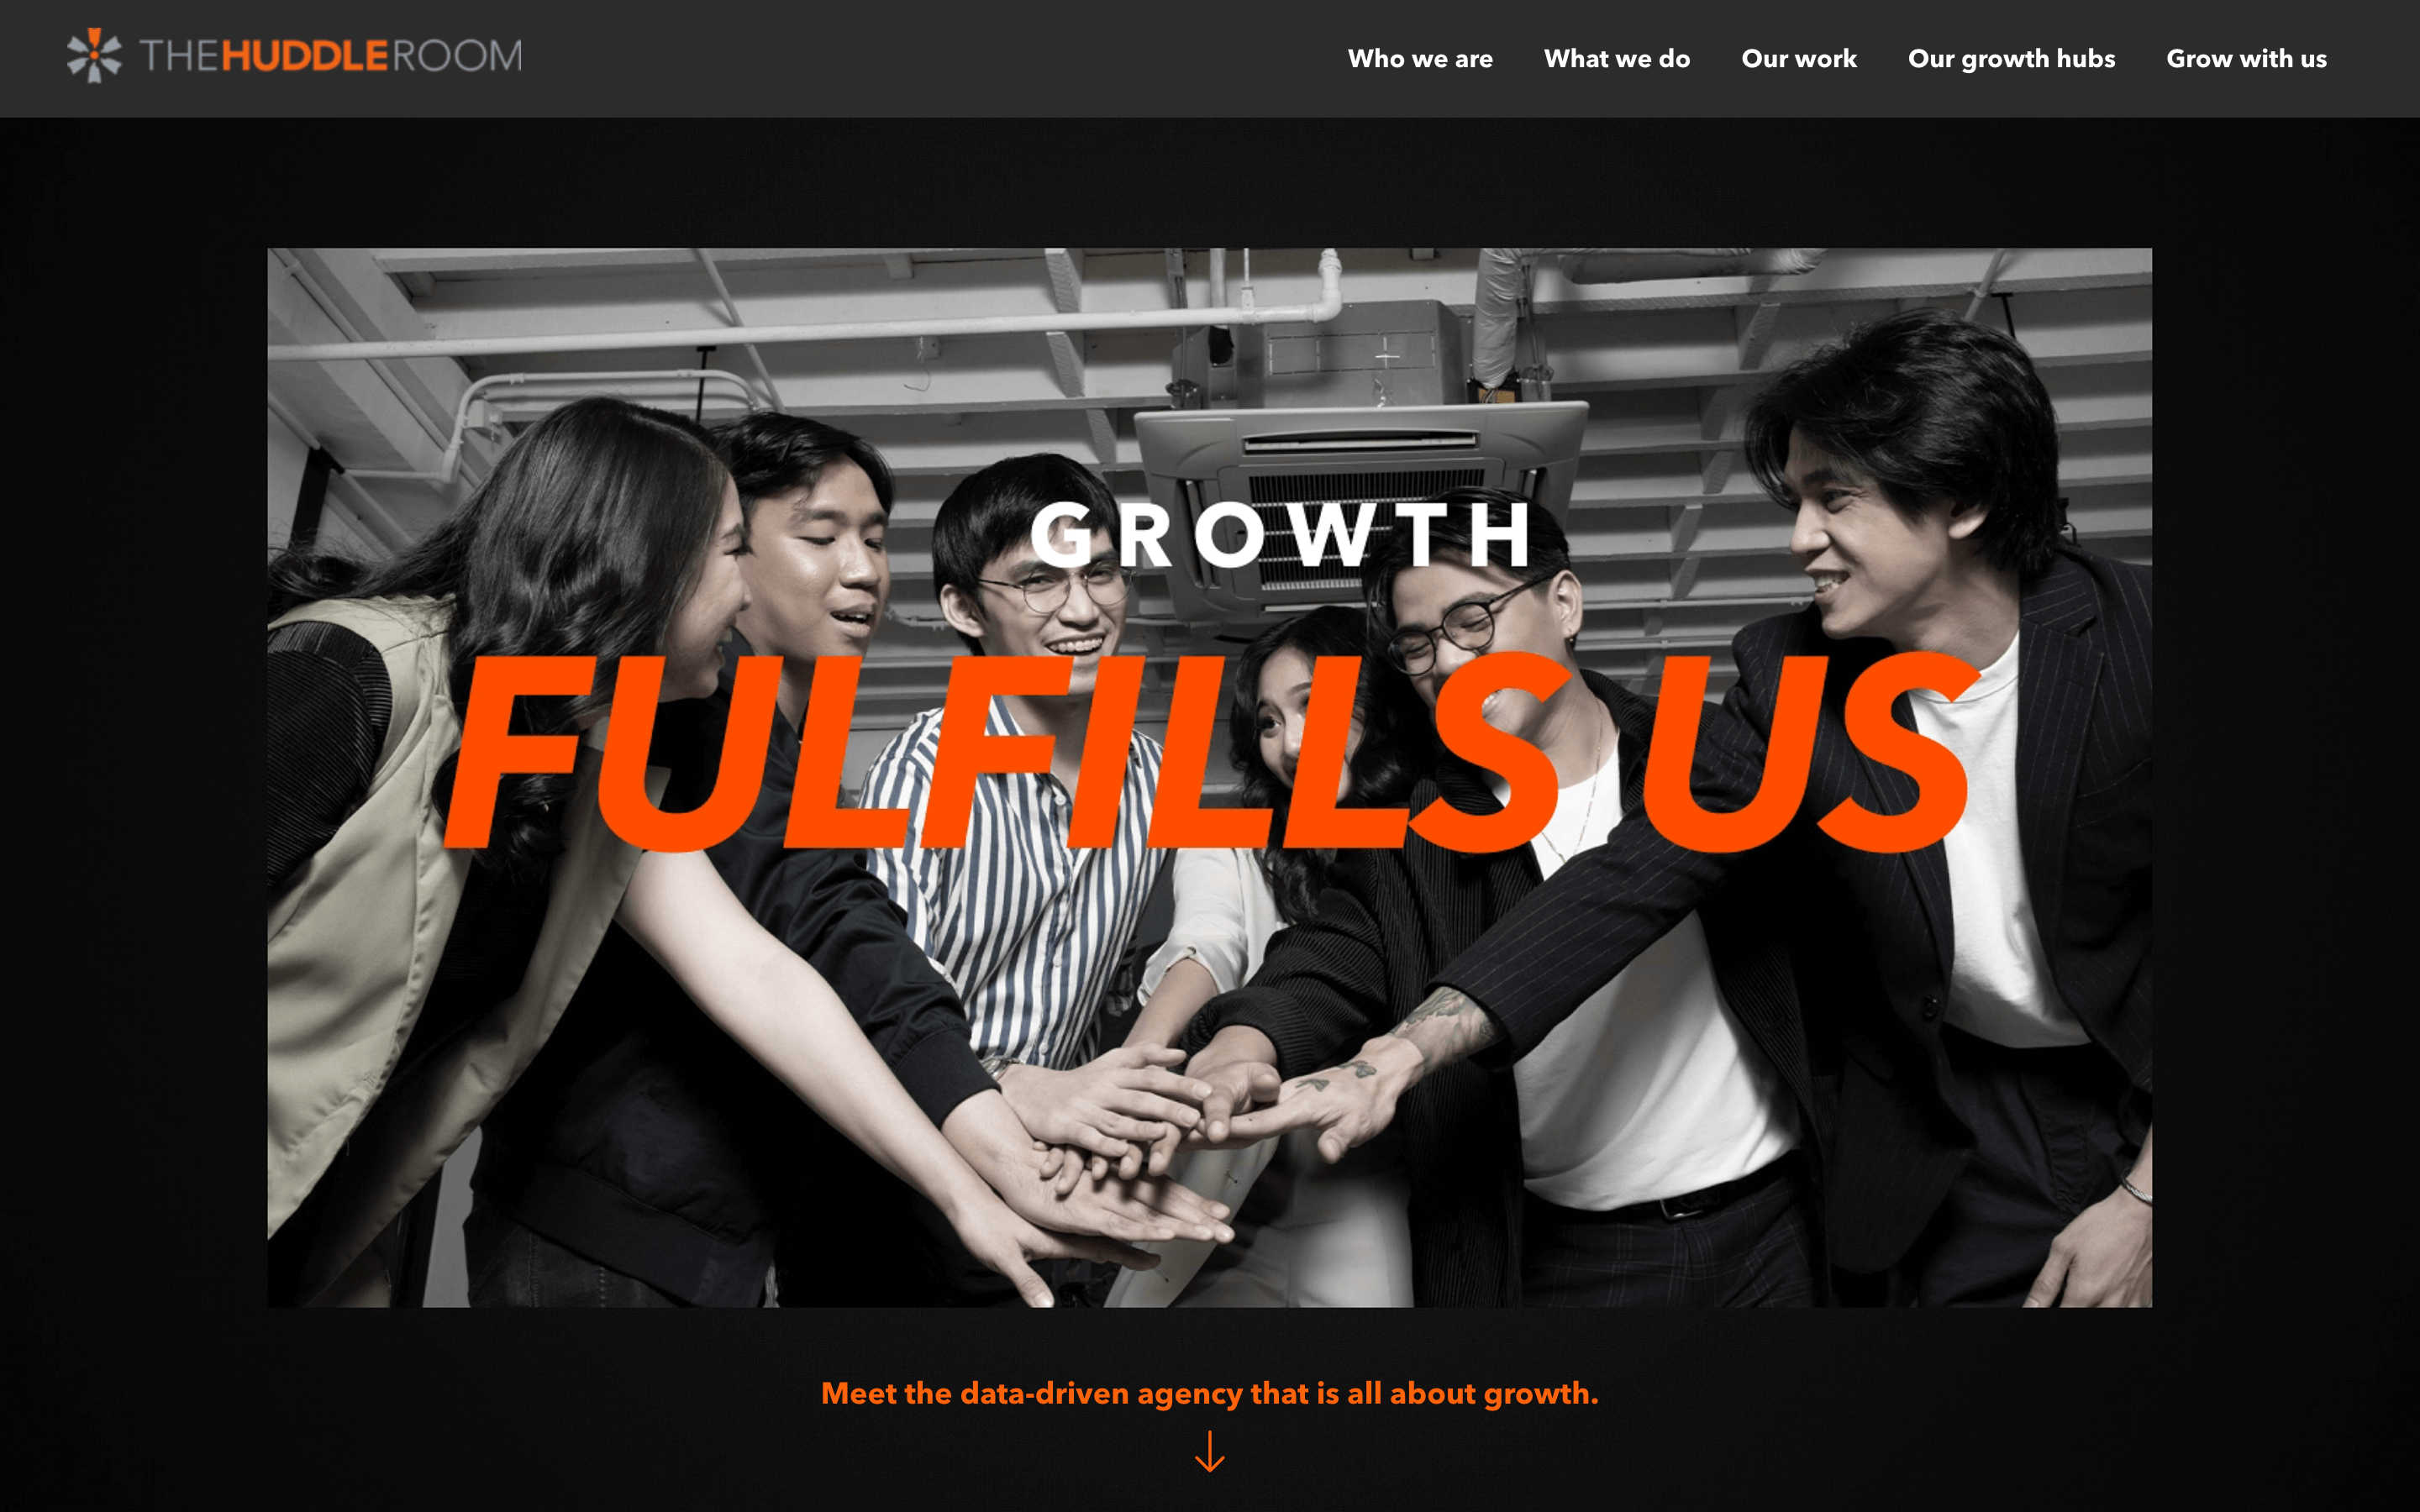 THEHUDDLEROOM
Who we are
What we do
Our work
Our growth hubs
Grow with us
GROWTH
FULFILLS US
Meet the data-driven agency that is all about growth.